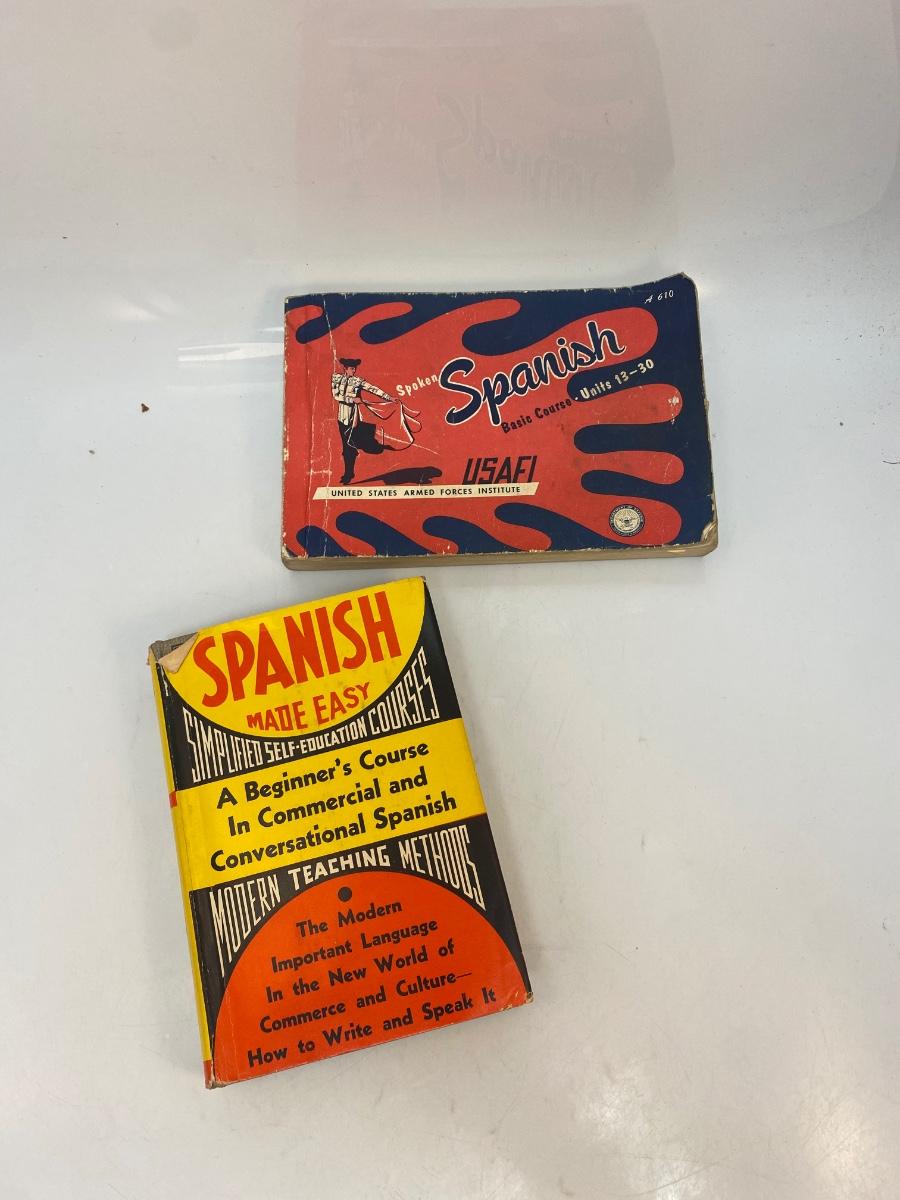 A 610
Spoken Spanish
Basic Course · Units 13–30
USAFI
UNITED STATES ARMED FORCES INSTITUTE
SPANISH
MADE EASY
SIMPLIFIED SELF-EDUCATION COURSES
A Beginner's Course
In Commercial and
Conversational Spanish
MODERN TEACHING METHODS
The Modern
Important Language
In the New World of
Commerce and Culture—
How to Write and Speak It